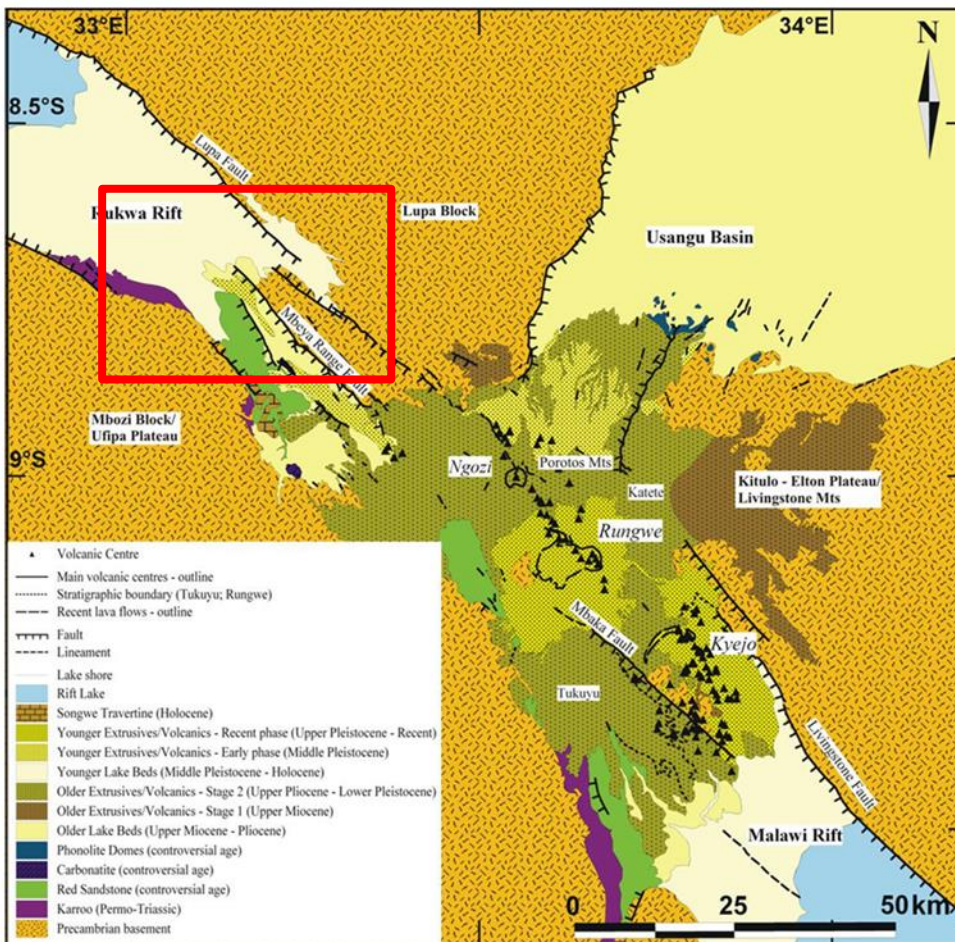 33°E
34°E
N
8.5°S
Lupa Fault
Rukwa Rift
Lupa Block
Usangu Basin
Mbeya Range Fault
Mbozi Block/
Ufipa Plateau
9°S
Ngozi
Porotos Mts
Katete
Kitulo - Elton Plateau/
Livingstone Mts
Rungwe
Mbaka Fault
Kyejo
Tukuyu
Livingstone Fault
Malawi Rift
Volcanic Centre
Main volcanic centres - outline
Stratigraphic boundary (Tukuyu; Rungwe)
Recent lava flows - outline
Fault
Lineament
Lake shore
Rift Lake
Songwe Travertine (Holocene)
Younger Extrusives/Volcanics - Recent phase (Upper Pleistocene - Recent)
Younger Extrusives/Volcanics - Early phase (Middle Pleistocene)
Younger Lake Beds (Middle Pleistocene - Holocene)
Older Extrusives/Volcanics - Stage 2 (Upper Pliocene - Lower Pleistocene)
Older Extrusives/Volcanics - Stage 1 (Upper Miocene)
Older Lake Beds (Upper Miocene - Pliocene)
Phonolite Domes (controversial age)
Carbonatite (controversial age)
Red Sandstone (controversial age)
Karroo (Permo-Triassic)
Precambrian basement
0 25 50 km